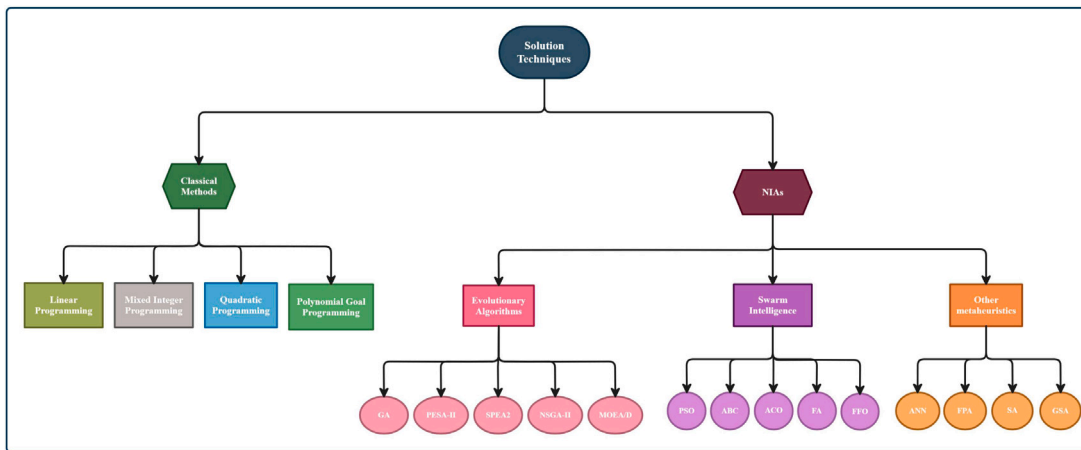 Solution
Techniques
Classical
Methods
NIAs
Linear
Programming
Mixed Integer
Programming
Quadratic
Programming
Polynomial Goal
Programming
Evolutionary
Algorithms
Swarm
Intelligence
Other
metaheuristics
GA
PESA-II
SPEA2
NSGA-II
MOEA/D
PSO
ABC
ACO
FA
FFO
ANN
FPA
SA
GSA